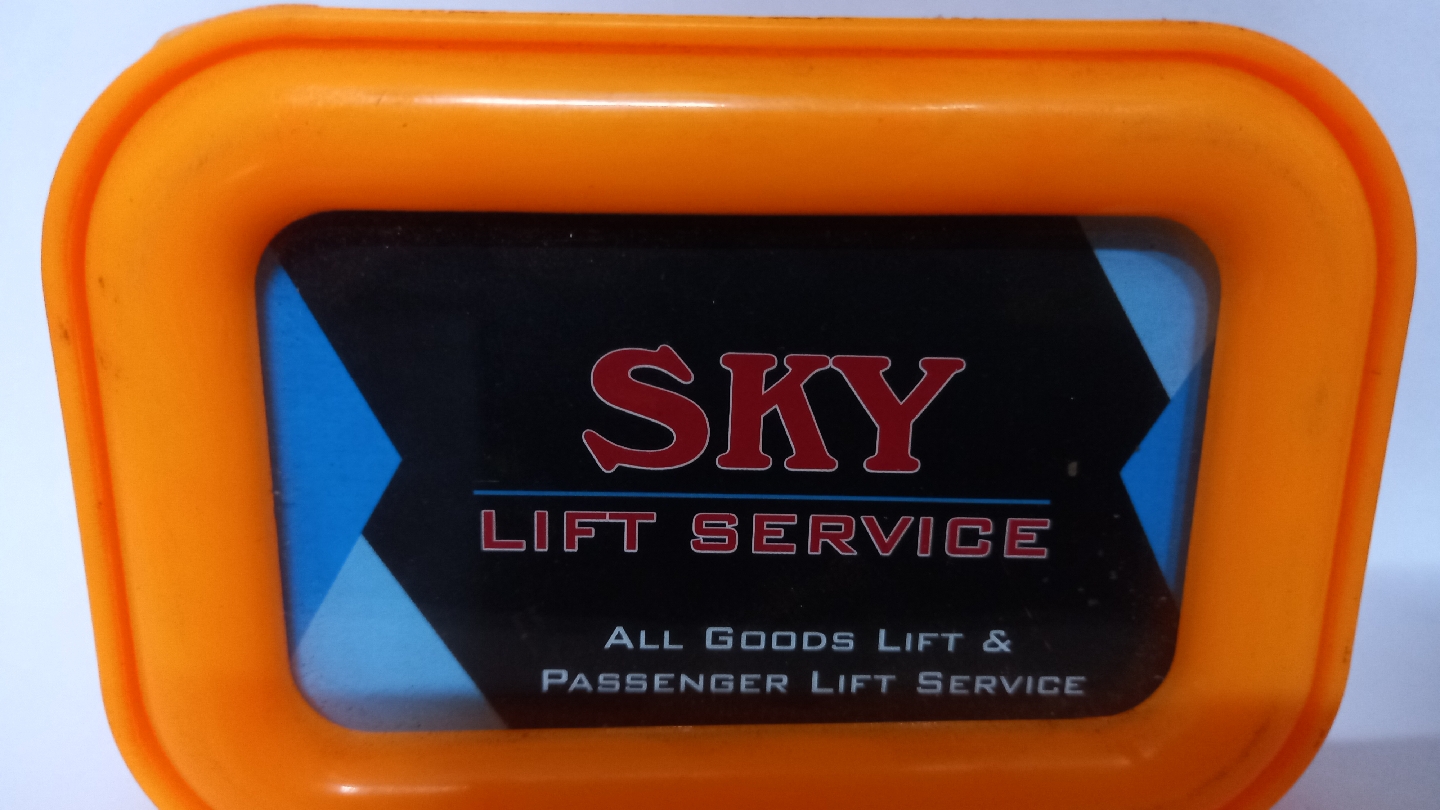 SKY
LIFT SERVICE
ALL GOODS LIFT &
PASSENGER LIFT SERVICE